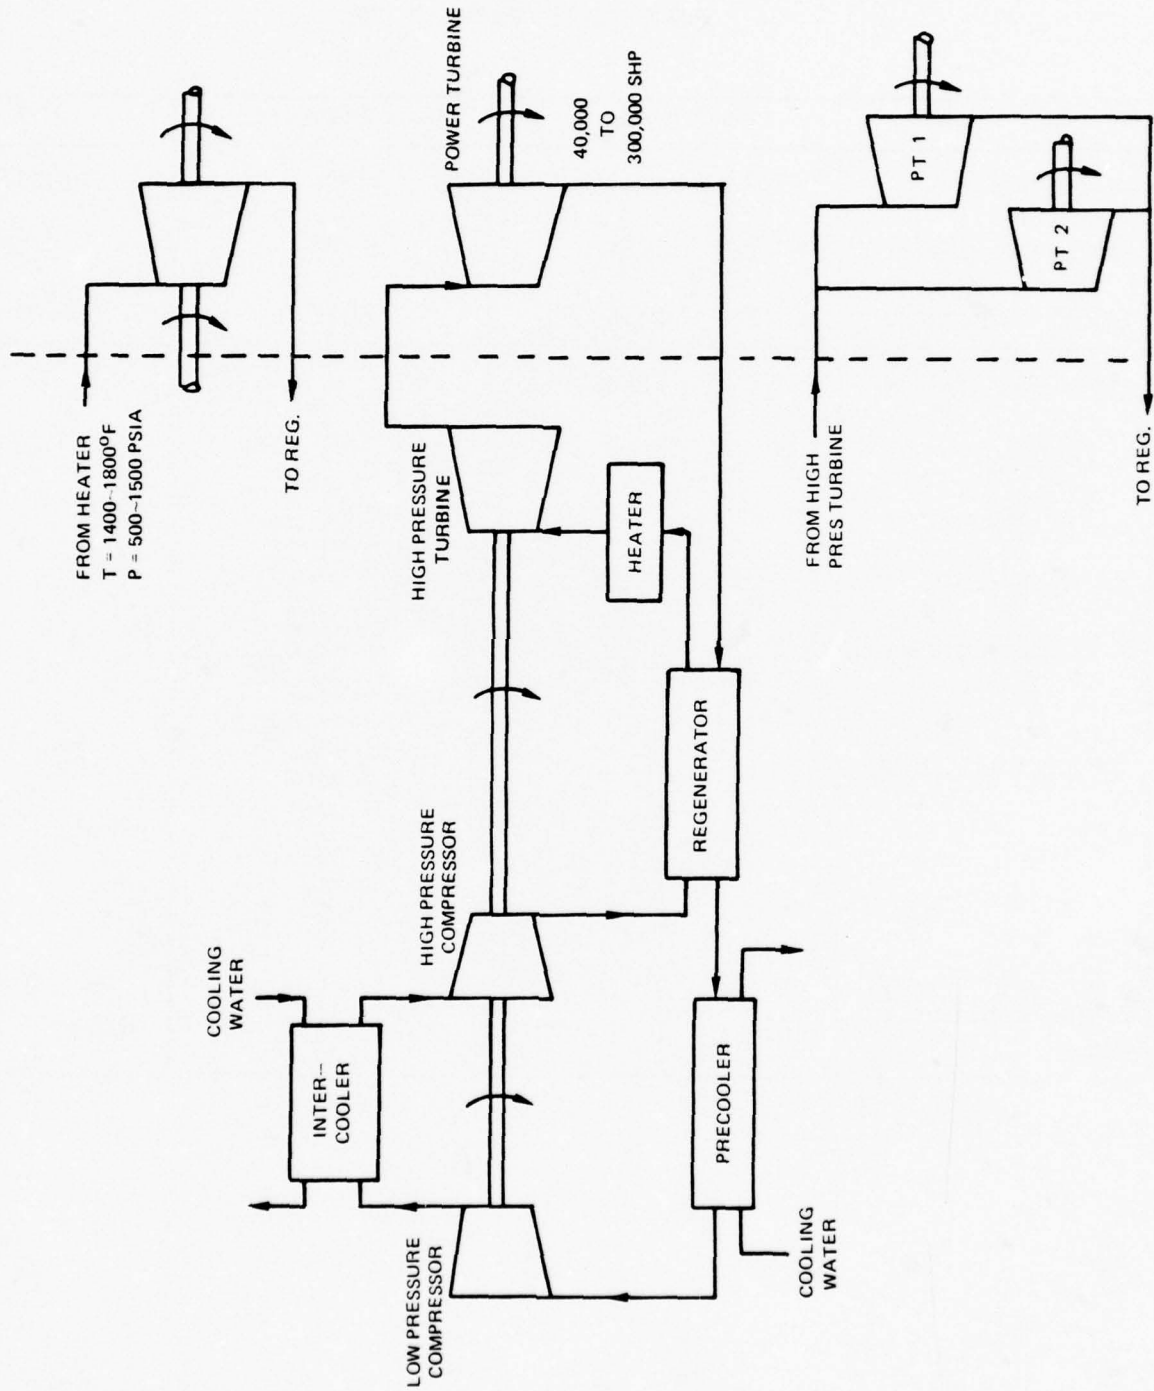 FROM HEATER
T = 1400~1800°F
P = 500~1500 PSIA
TO REG.
POWER TURBINE
40,000
TO
300,000 SHP
HIGH PRESSURE
TURBINE
HEATER
HIGH PRESSURE
COMPRESSOR
REGENERATOR
COOLING
WATER
INTER-
COOLER
LOW PRESSURE
COMPRESSOR
PRECOOLER
COOLING
WATER
FROM HIGH
PRES TURBINE
PT 1
PT 2
TO REG.